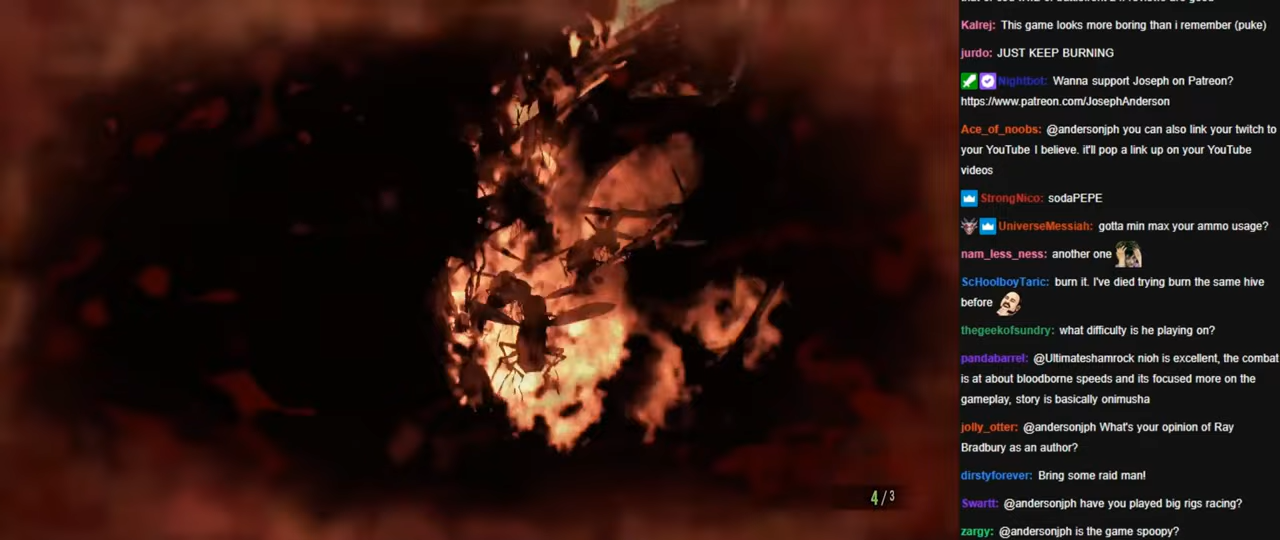 Kalrej: This game looks more boring than i remember (puke)
jurdo: JUST KEEP BURNING
Nightbot: Wanna support Joseph on Patreon?
https://www.patreon.com/JosephAnderson
Ace_of_noobs: @andersonjph you can also link your twitch to
your YouTube I believe. it'll pop a link up on your YouTube
videos
StrongNico: sodaPEPE
UniverseMessiah: gotta min max your ammo usage?
nam_less_ness: another one
ScHoolboyTaric: burn it. I've died trying burn the same hive
before
thegeekofsundry: what difficulty is he playing on?
pandabarrel: @Ultimateshamrock nioh is excellent, the combat
is at about bloodborne speeds and its focused more on the
gameplay, story is basically onimusha
jolly_otter: @andersonjph What's your opinion of Ray
Bradbury as an author?
dirstyforever: Bring some raid man!
Swartt: @andersonjph have you played big rigs racing?
zargy: @andersonjph is the game spoopy?
4/3